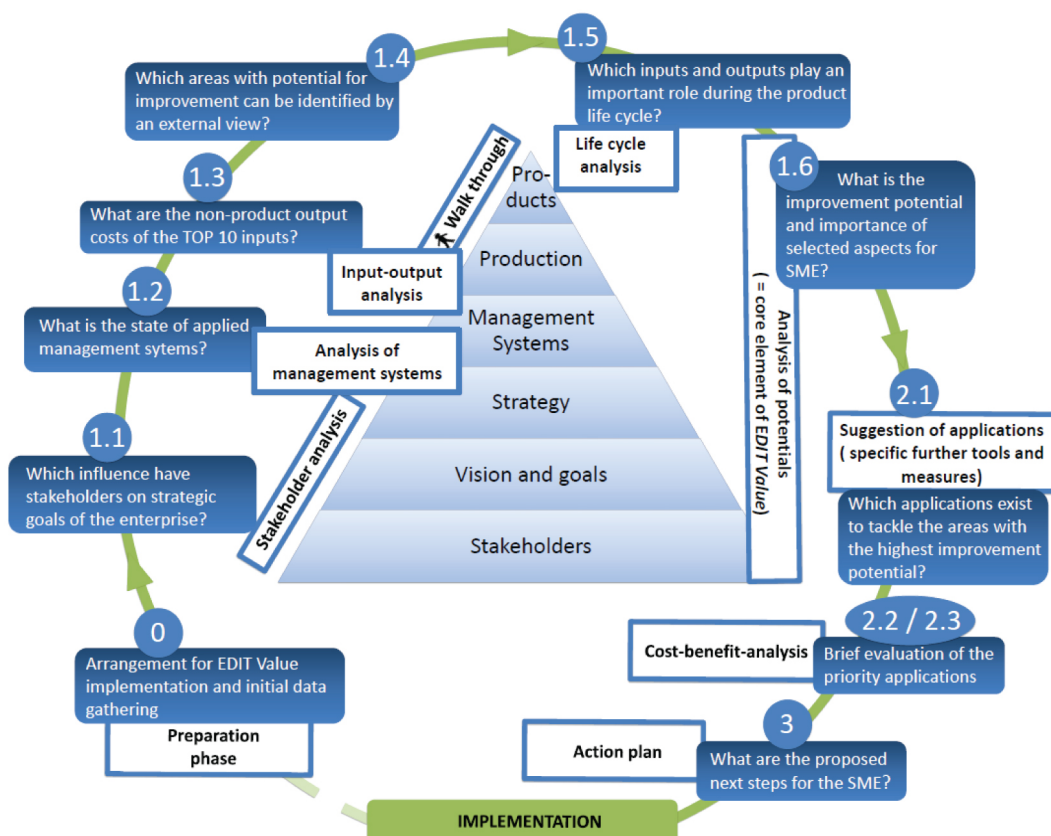 0
Arrangement for EDIT Value
implementation and initial data
gathering
Preparation
phase
1.1
Which influence have
stakeholders on strategic
goals of the enterprise?
Stakeholder analysis
1.2
What is the state of applied
management sytems?
Analysis of
management systems
1.3
What are the non-product output
costs of the TOP 10 inputs?
Input-output
analysis
1.4
Which areas with potential for
improvement can be identified by
an external view?
Walk through
1.5
Which inputs and outputs play an
important role during the product
life cycle?
Life cycle
analysis
1.6
What is the
improvement potential
and importance of
selected aspects for
SME?
Analysis of potentials
( = core element of EDIT Value)
Pro-
ducts
Production
Management
Systems
Strategy
Vision and goals
Stakeholders
2.1
Suggestion of applications
( specific further tools and
measures)
Which applications exist
to tackle the areas with
the highest improvement
potential?
2.2 / 2.3
Cost-benefit-analysis
Brief evaluation of the
priority applications
3
Action plan
What are the proposed
next steps for the SME?
IMPLEMENTATION